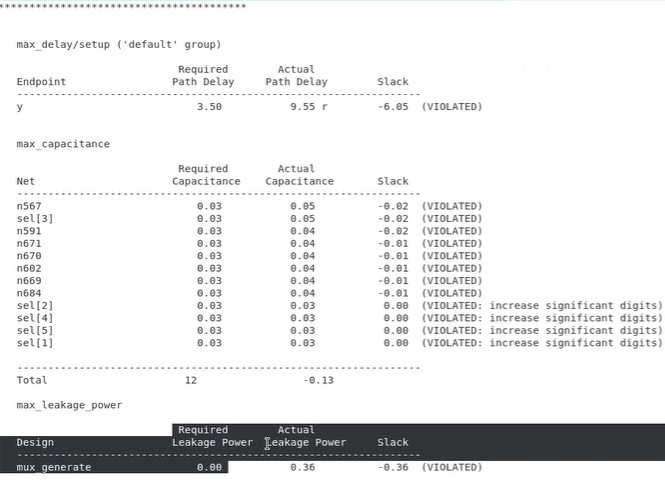 ****************************************
max_delay/setup ('default' group)
Required Actual
Endpoint Path Delay Path Delay Slack
--------------------------------------------------------------
y 3.50 9.55 r -6.05 (VIOLATED)
max_capacitance
Required Actual
Net Capacitance Capacitance Slack
--------------------------------------------------------------
n567 0.03 0.05 -0.02 (VIOLATED)
sel[3] 0.03 0.05 -0.02 (VIOLATED)
n591 0.03 0.04 -0.02 (VIOLATED)
n671 0.03 0.04 -0.01 (VIOLATED)
n670 0.03 0.04 -0.01 (VIOLATED)
n602 0.03 0.04 -0.01 (VIOLATED)
n669 0.03 0.04 -0.01 (VIOLATED)
n684 0.03 0.04 -0.01 (VIOLATED)
sel[2] 0.03 0.03 0.00 (VIOLATED: increase significant digits)
sel[4] 0.03 0.03 0.00 (VIOLATED: increase significant digits)
sel[5] 0.03 0.03 0.00 (VIOLATED: increase significant digits)
sel[1] 0.03 0.03 0.00 (VIOLATED: increase significant digits)
--------------------------------------------------------------
Total 12 -0.13
max_leakage_power
Required Actual
Design Leakage Power Leakage Power Slack
--------------------------------------------------------------
mux_generate 0.00 0.36 -0.36 (VIOLATED)